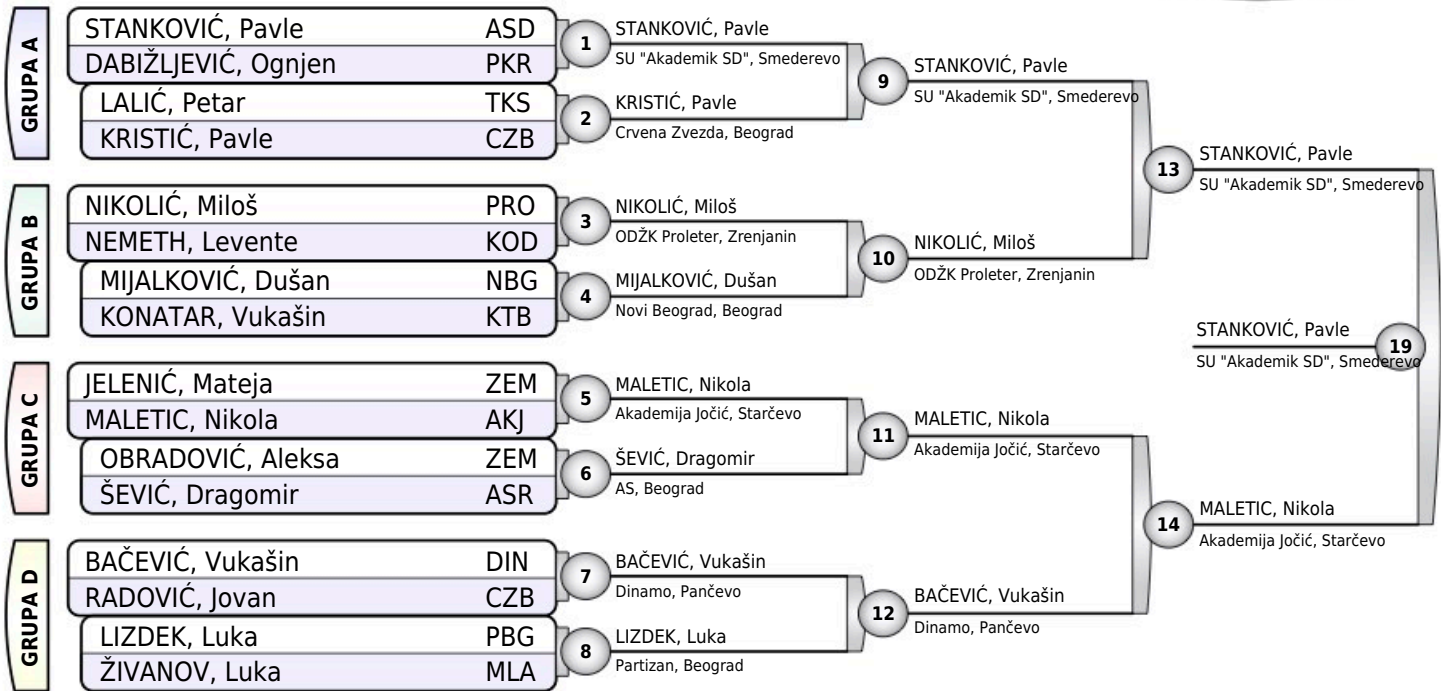 GRUPA A
STANKOVIĆ, Pavle ASD
DABIŽLJEVIĆ, Ognjen PKR
LALIĆ, Petar TKS
KRISTIĆ, Pavle CZB
GRUPA B
NIKOLIĆ, Miloš PRO
NEMETH, Levente KOD
MIJALKOVIĆ, Dušan NBG
KONATAR, Vukašin KTB
GRUPA C
JELENIĆ, Mateja ZEM
MALETIC, Nikola AKJ
OBRADOVIĆ, Aleksa ZEM
ŠEVIĆ, Dragomir ASR
GRUPA D
BAČEVIĆ, Vukašin DIN
RADOVIĆ, Jovan CZB
LIZDEK, Luka PBG
ŽIVANOV, Luka MLA
1
STANKOVIĆ, Pavle
SU "Akademik SD", Smederevo
2
KRISTIĆ, Pavle
Crvena Zvezda, Beograd
3
NIKOLIĆ, Miloš
ODŽK Proleter, Zrenjanin
4
MIJALKOVIĆ, Dušan
Novi Beograd, Beograd
5
MALETIC, Nikola
Akademija Jočić, Starčevo
6
ŠEVIĆ, Dragomir
AS, Beograd
7
BAČEVIĆ, Vukašin
Dinamo, Pančevo
8
LIZDEK, Luka
Partizan, Beograd
9
STANKOVIĆ, Pavle
SU "Akademik SD", Smederevo
10
NIKOLIĆ, Miloš
ODŽK Proleter, Zrenjanin
11
MALETIC, Nikola
Akademija Jočić, Starčevo
12
BAČEVIĆ, Vukašin
Dinamo, Pančevo
13
STANKOVIĆ, Pavle
SU "Akademik SD", Smederevo
14
MALETIC, Nikola
Akademija Jočić, Starčevo
STANKOVIĆ, Pavle
19
SU "Akademik SD", Smederevo